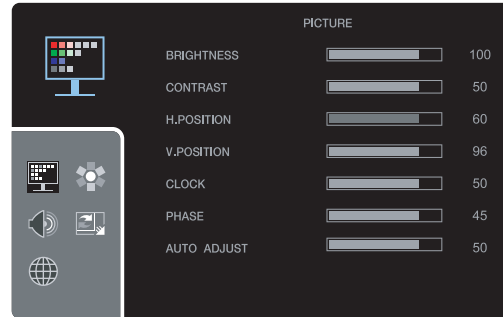 PICTURE
BRIGHTNESS 100
CONTRAST 50
H.POSITION 60
V.POSITION 96
CLOCK 50
PHASE 45
AUTO ADJUST 50